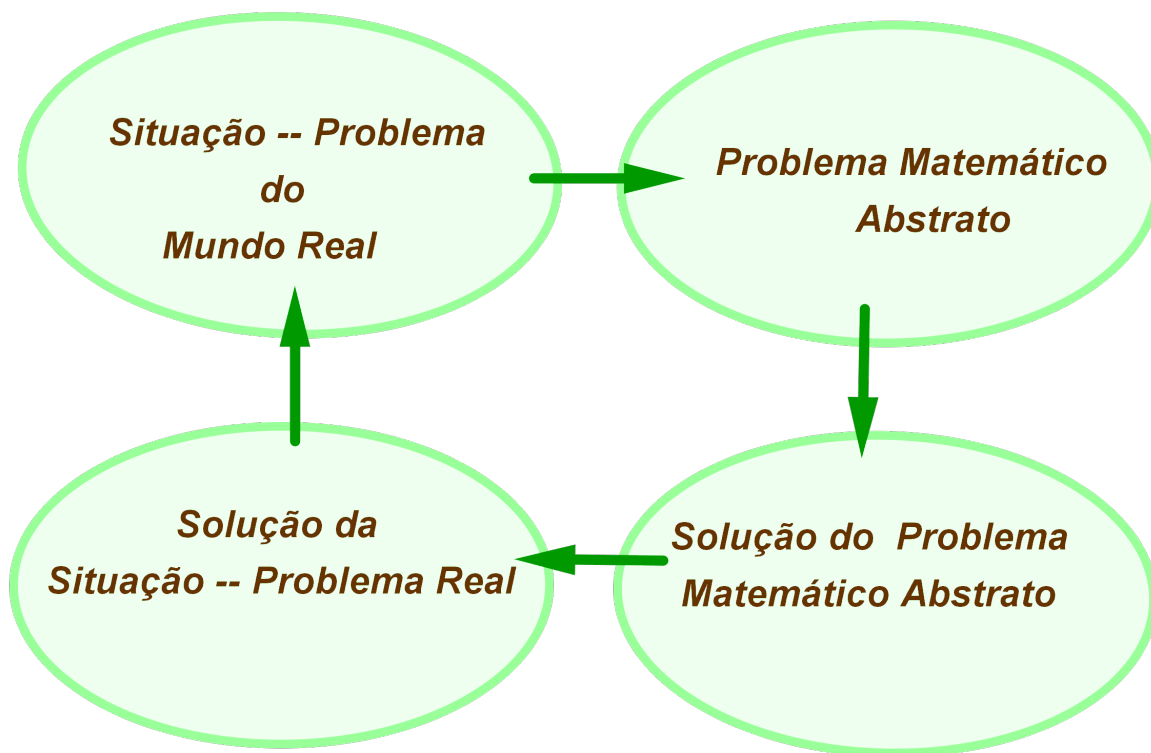 Situação -- Problema
do
Mundo Real
Problema Matemático
Abstrato
Solução da
Situação -- Problema Real
Solução do  Problema
Matemático Abstrato